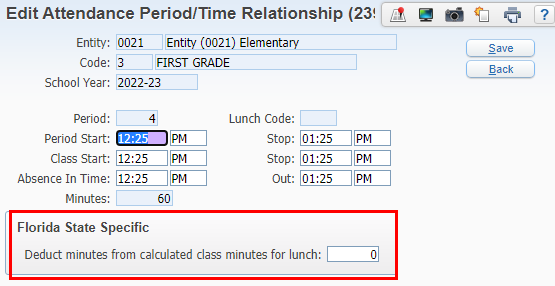 Edit Attendance Period/Time Relationship (239
?
Entity: 0021 Entity (0021) Elementary
Save
Code: 3 FIRST GRADE
Back
School Year: 2022-23
Period: 4 Lunch Code:
Period Start: 12:25 PM Stop: 01:25 PM
Class Start: 12:25 PM Stop: 01:25 PM
Absence In Time: 12:25 PM Out: 01:25 PM
Minutes: 60
Florida State Specific
Deduct minutes from calculated class minutes for lunch: 0